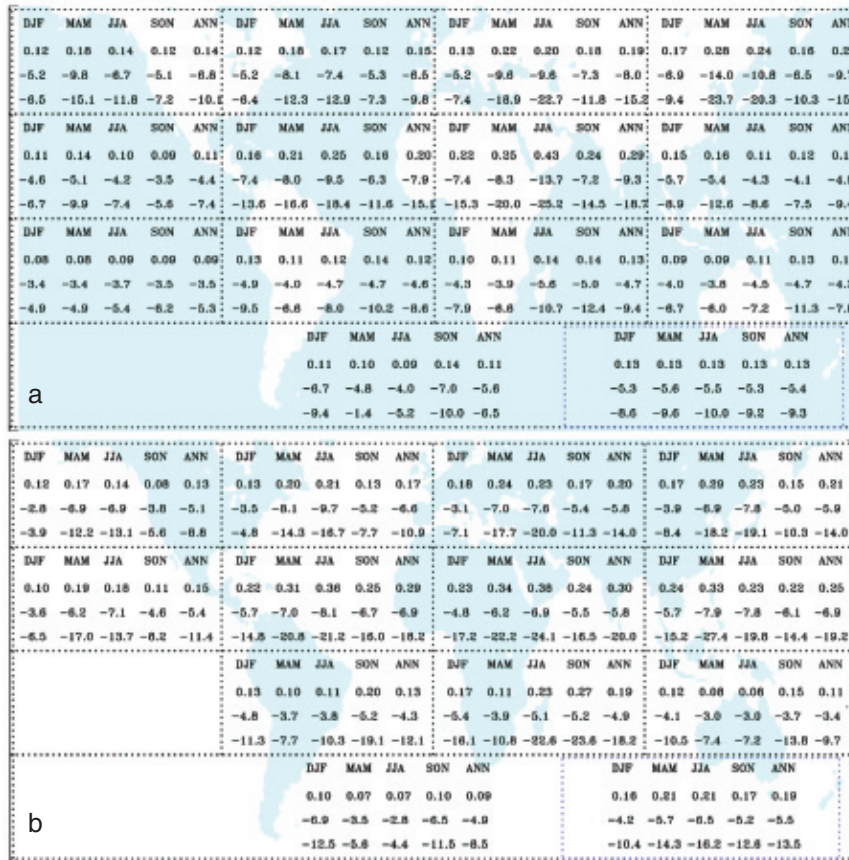 DJF MAM JJA SON ANN DJF MAM JJA SON ANN DJF MAM JJA SON ANN DJF MAM JJA SON ANN
0.12 0.18 0.14 0.12 0.14 0.12 0.18 0.17 0.12 0.15 0.13 0.22 0.20 0.18 0.19 0.17 0.28 0.24 0.16
-5.2 -9.8 -6.7 -5.1 -6.8 -5.2 -8.1 -7.4 -5.3 -6.5 -5.2 -9.6 -9.6 -7.3 -8.0 -6.9 -14.0 -10.8 -6.5
-6.5 -15.1 -11.8 -7.2 -10.1 -6.4 -12.3 -12.9 -7.3 -9.8 -7.4 -18.9 -22.7 -11.8 -15.2 -9.4 -23.7 -20.3 -10.3
DJF MAM JJA SON ANN DJF MAM JJA SON ANN DJF MAM JJA SON ANN DJF MAM JJA SON ANN
0.11 0.14 0.10 0.09 0.11 0.16 0.21 0.25 0.16 0.20 0.22 0.25 0.43 0.24 0.29 0.15 0.16 0.11 0.12
-4.6 -5.1 -4.2 -3.5 -4.4 -7.4 -8.0 -9.5 -6.3 -7.9 -7.4 -8.3 -13.7 -7.2 -9.3 -5.7 -5.4 -4.3 -4.1
-6.7 -9.9 -7.4 -5.6 -7.4 -13.6 -16.6 -18.4 -11.6 -15.1 -15.3 -20.0 -25.2 -14.5 -18.7 -8.9 -12.6 -8.6 -7.5
DJF MAM JJA SON ANN DJF MAM JJA SON ANN DJF MAM JJA SON ANN DJF MAM JJA SON ANN
0.08 0.08 0.09 0.09 0.09 0.13 0.11 0.12 0.14 0.12 0.10 0.11 0.14 0.14 0.13 0.09 0.09 0.11 0.13
-3.4 -3.4 -3.7 -3.5 -3.5 -4.9 -4.0 -4.7 -4.7 -4.6 -4.3 -3.9 -5.6 -5.0 -4.7 -4.0 -3.8 -4.5 -4.7
-4.9 -4.9 -5.4 -6.2 -5.3 -9.5 -6.6 -8.0 -10.2 -8.6 -7.9 -6.8 -10.7 -12.4 -9.4 -6.7 -6.0 -7.2 -11.3
DJF MAM JJA SON ANN DJF MAM JJA SON ANN
0.11 0.10 0.09 0.14 0.11 0.13 0.13 0.13 0.13 0.13
-6.7 -4.8 -4.0 -7.0 -5.6 -5.3 -5.6 -5.5 -5.3 -5.4
-9.4 -1.4 -5.2 -10.0 -6.5 -8.6 -9.6 -10.0 -9.2 -9.3
a
DJF MAM JJA SON ANN DJF MAM JJA SON ANN DJF MAM JJA SON ANN DJF MAM JJA SON ANN
0.12 0.17 0.14 0.08 0.13 0.13 0.20 0.21 0.13 0.17 0.18 0.24 0.23 0.17 0.20 0.17 0.29 0.23 0.15 0.21
-2.8 -6.9 -6.9 -3.8 -5.1 -3.5 -8.1 -9.7 -5.2 -6.6 -3.1 -7.0 -7.6 -5.4 -5.8 -3.9 -6.9 -7.8 -5.0 -5.9
-3.9 -12.2 -13.1 -5.6 -8.8 -4.8 -14.3 -16.7 -7.7 -10.9 -7.1 -17.7 -20.0 -11.3 -14.0 -8.4 -18.2 -19.1 -10.3 -14.0
DJF MAM JJA SON ANN DJF MAM JJA SON ANN DJF MAM JJA SON ANN DJF MAM JJA SON ANN
0.10 0.19 0.18 0.11 0.15 0.22 0.31 0.36 0.25 0.29 0.23 0.34 0.38 0.24 0.30 0.24 0.33 0.23 0.22 0.25
-3.6 -6.2 -7.1 -4.6 -5.4 -5.7 -7.0 -8.1 -6.7 -6.9 -4.8 -6.2 -6.9 -5.5 -5.8 -5.7 -7.9 -7.8 -6.1 -6.9
-6.5 -17.0 -13.7 -8.2 -11.4 -14.8 -20.8 -21.2 -16.0 -18.2 -17.2 -22.2 -24.1 -16.5 -20.0 -15.2 -27.4 -19.8 -14.4 -19.2
DJF MAM JJA SON ANN DJF MAM JJA SON ANN DJF MAM JJA SON ANN
0.13 0.10 0.11 0.20 0.13 0.17 0.11 0.23 0.27 0.19 0.12 0.08 0.08 0.15 0.11
-4.8 -3.7 -3.8 -5.2 -4.3 -5.4 -3.9 -5.1 -5.2 -4.9 -4.1 -3.0 -3.0 -3.7 -3.4
-11.3 -7.7 -10.3 -19.1 -12.1 -16.1 -10.8 -22.6 -23.6 -18.2 -10.5 -7.4 -7.2 -13.8 -9.7
DJF MAM JJA SON ANN DJF MAM JJA SON ANN
0.10 0.07 0.07 0.10 0.09 0.16 0.21 0.21 0.17 0.19
-6.9 -3.5 -2.8 -6.5 -4.9 -4.2 -5.7 -6.5 -5.2 -5.5
-12.5 -5.6 -4.4 -11.5 -8.5 -10.4 -14.3 -16.2 -12.6 -13.5
b